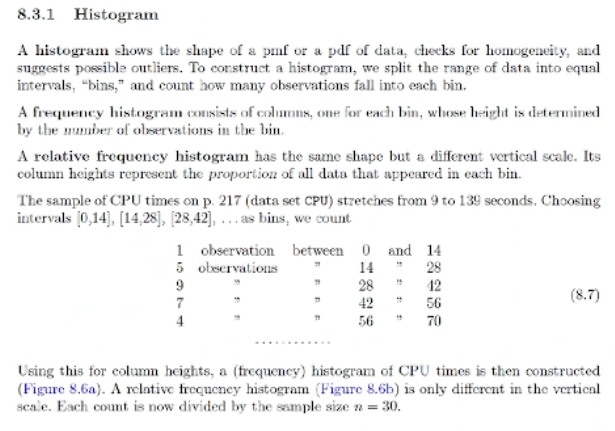 8.3.1 Histogram
A histogram shows the shape of a pmf or a pdf of data, checks for homogeneity, and
suggests possible outliers. To construct a histogram, we split the range of data into equal
intervals, "bins," and count how many observations fall into each bin.
A frequency histogram consists of columns, one for each bin, whose height is determined
by the number of observations in the bin.
A relative frequency histogram has the same shape but a different vertical scale. Its
column heights represent the proportion of all data that appeared in each bin.
The sample of CPU times on p. 217 (data set CPU) stretches from 9 to 139 seconds. Choosing
intervals [0,14], [14,28], [28,42], ... as bins, we count
1 observation between 0 and 14
5 observations " 14 " 28
9 " " 28 " 42
7 " " 42 " 56
4 " " 56 " 70
(8.7)
............
Using this for column heights, a (frequency) histogram of CPU times is then constructed
(Figure 8.6a). A relative frequency histogram (Figure 8.6b) is only different in the vertical
scale. Each count is now divided by the sample size n = 30.